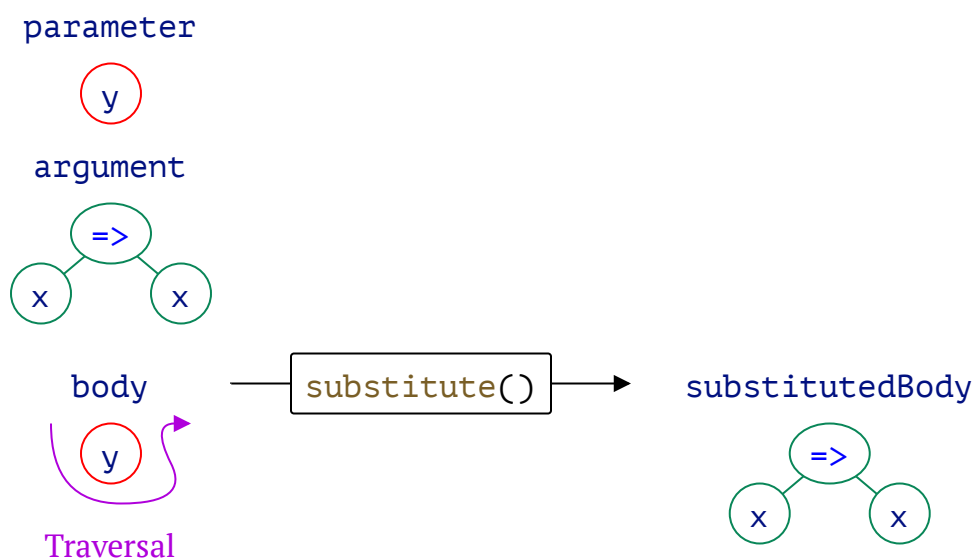 parameter
y
argument
=>
x x
body
substitute()
substitutedBody
y
=>
x x
Traversal